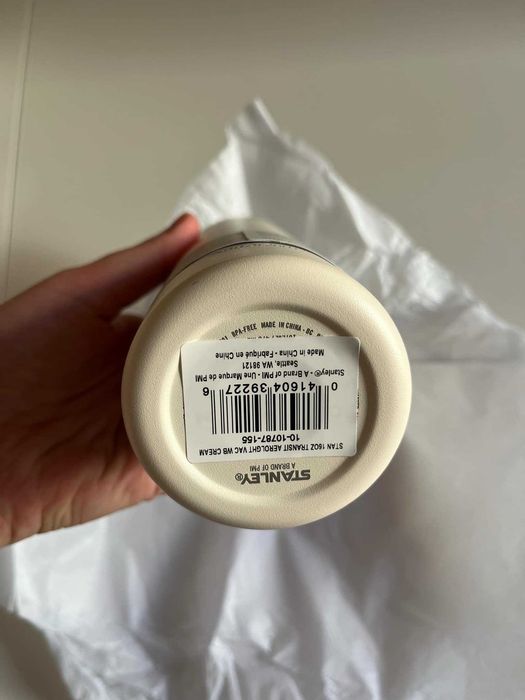 STAN 16OZ TRANSIT AEROLGHT VAC WB CREAM
10-10787-155
0 41604 39227 6
Stanley® - A Brand of PMI - Une Marque de PMI
Seattle, WA 98121
Made in China - Fabriqué en Chine
STANLEY®
A BRAND OF PMI
BPA-FREE MADE IN CHINA